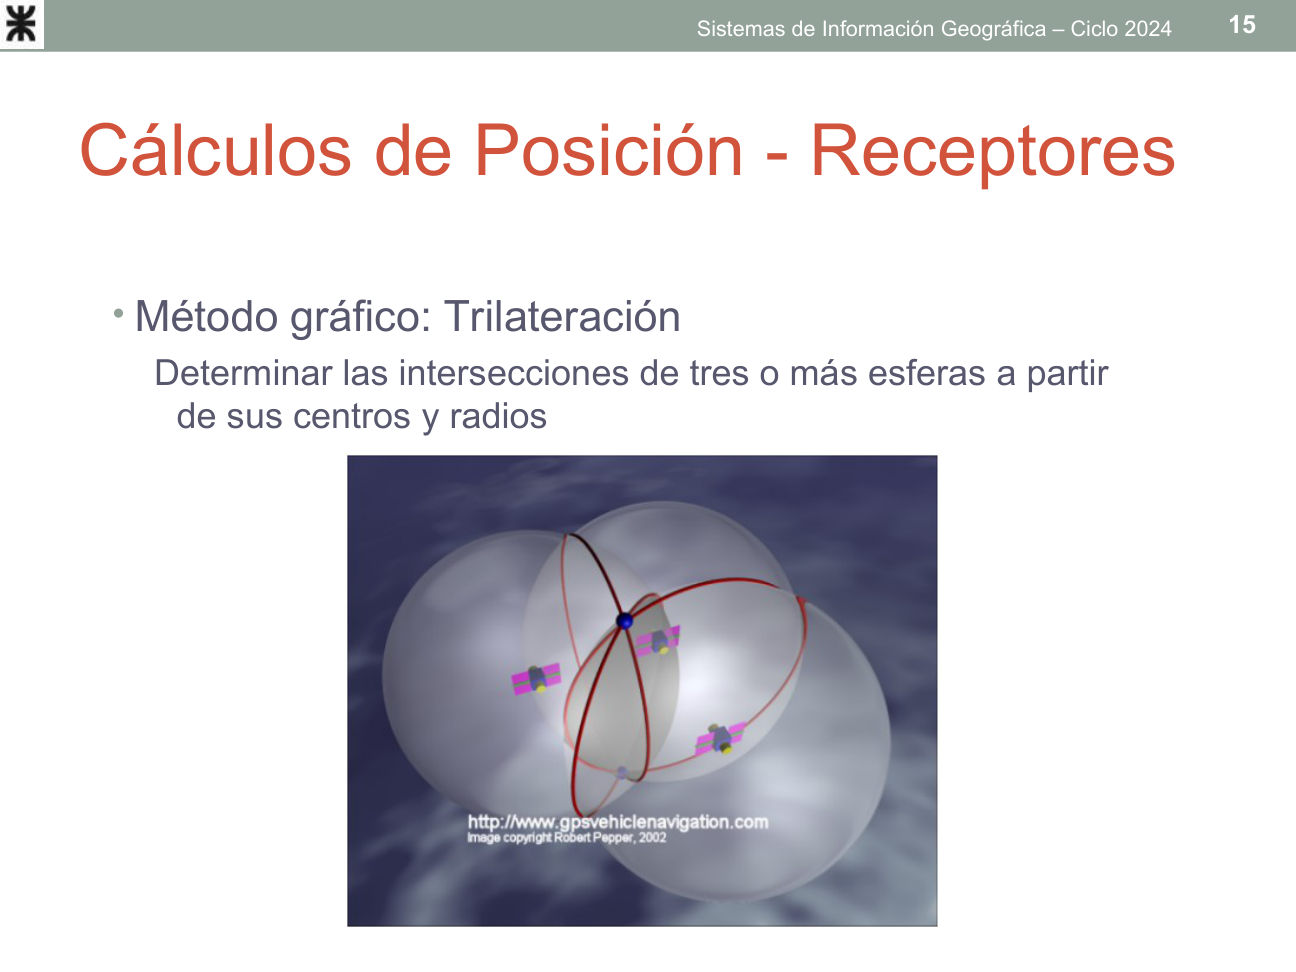 Sistemas de Información Geográfica – Ciclo 2024
15
Cálculos de Posición - Receptores
• Método gráfico: Trilateración
Determinar las intersecciones de tres o más esferas a partir
de sus centros y radios
http://www.gpsvehiclenavigation.com
Image copyright Robert Pepper, 2002